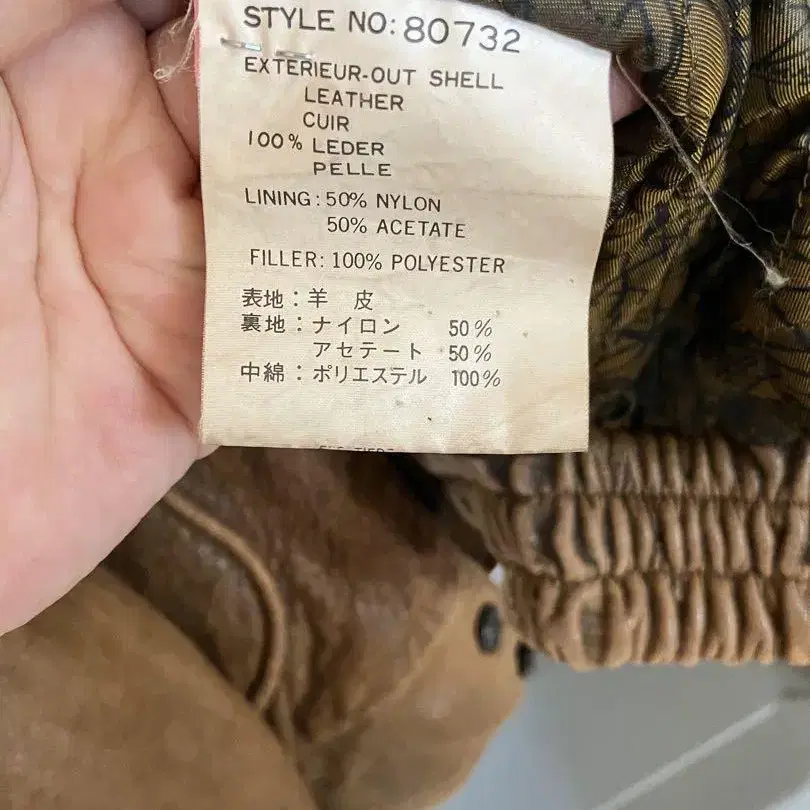 STYLE NO: 80732
EXTERIEUR-OUT SHELL
LEATHER
CUIR
100% LEDER
PELLE
LINING: 50% NYLON
50% ACETATE
FILLER: 100% POLYESTER
表地：羊 皮
裏地：ナイロン 50%
アセテート 50%
中綿：ポリエステル 100%